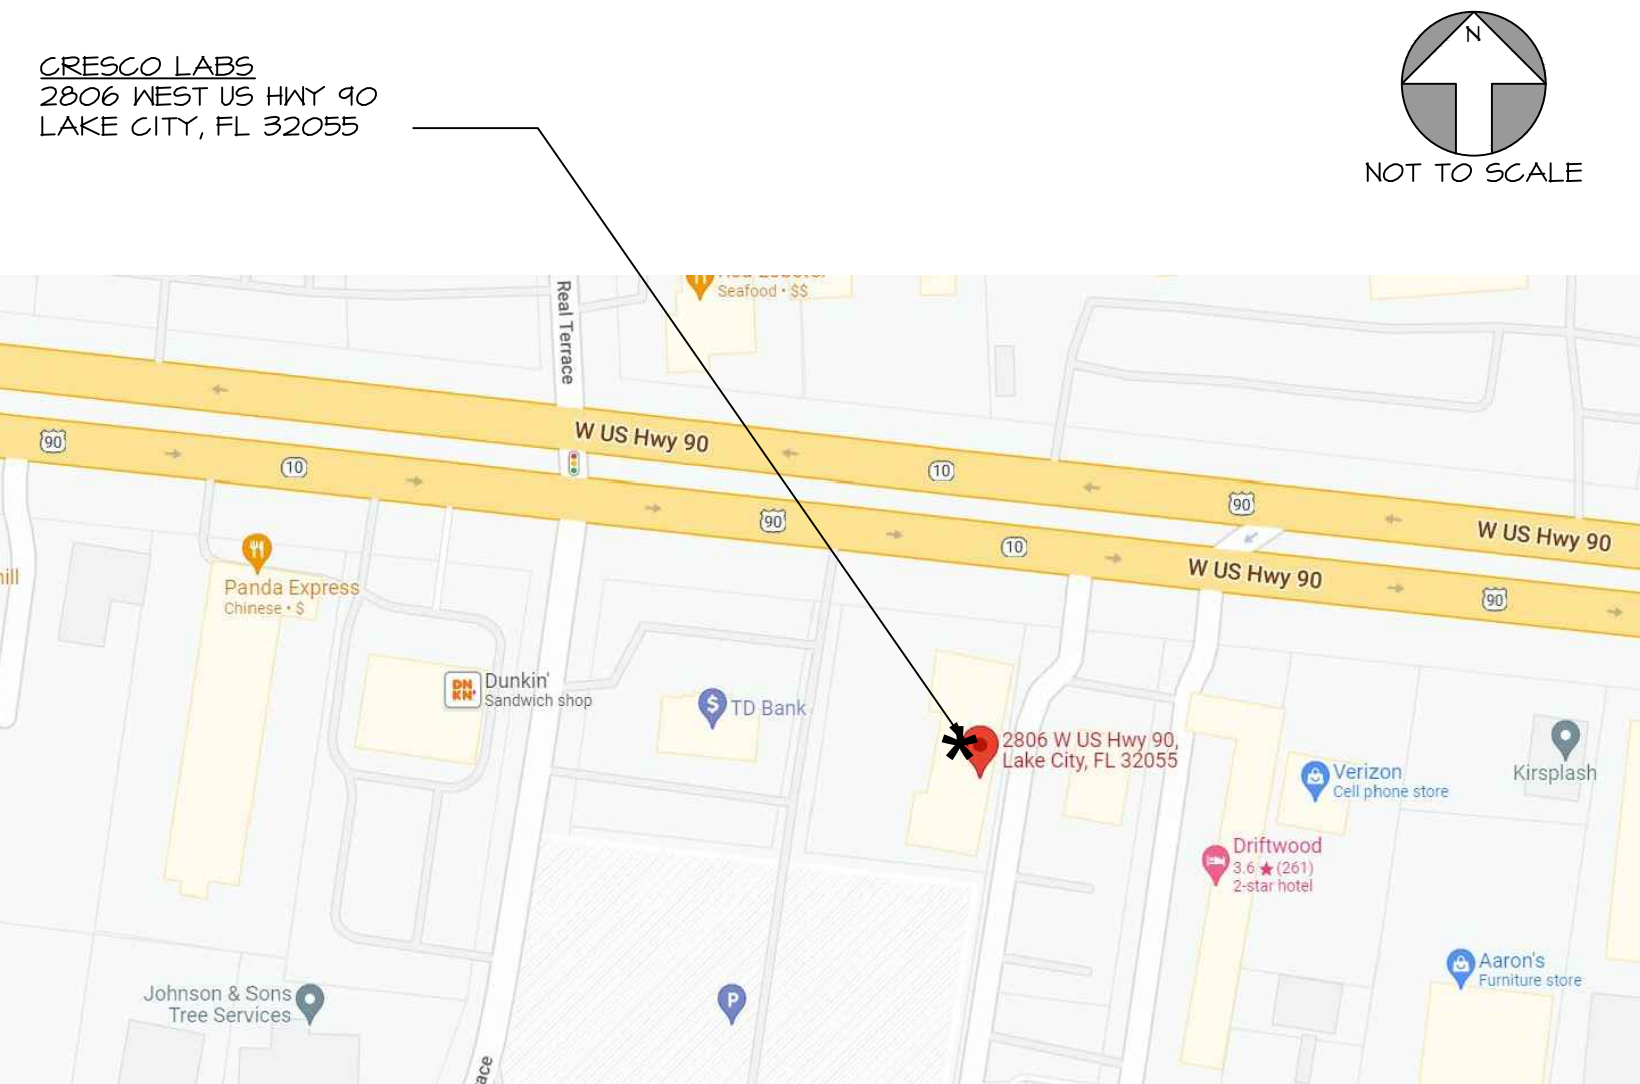 CRESCO LABS
2806 WEST US HWY 90
LAKE CITY, FL 32055
N
NOT TO SCALE
Seafood • $$
Real Terrace
W US Hwy 90
90
10
10
90
W US Hwy 90
90
10
W US Hwy 90
90
Panda Express
Chinese • $
DN
KN'
Dunkin'
Sandwich shop
$
TD Bank
2806 W US Hwy 90,
Lake City, FL 32055
Verizon
Cell phone store
Kirsplash
Driftwood
3.6 ★ (261)
2-star hotel
Aaron's
Furniture store
Johnson & Sons
Tree Services
P